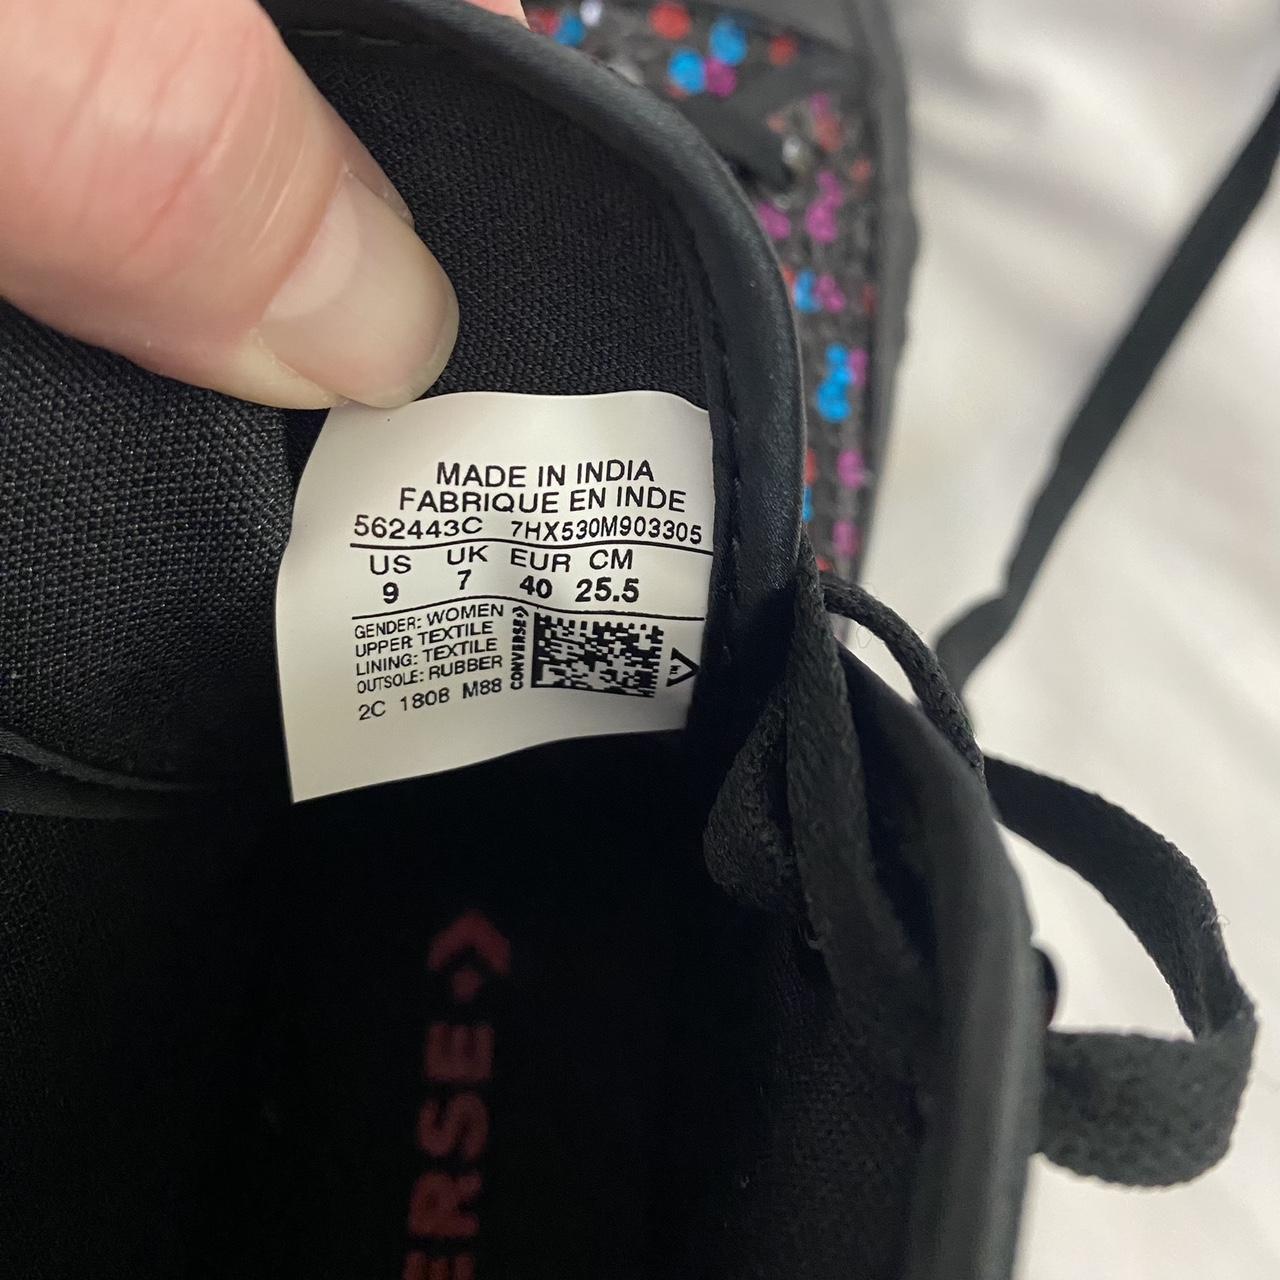 MADE IN INDIA
FABRIQUE EN INDE
562443C 7HX530M903305
US UK EUR CM
9 7 40 25.5
GENDER: WOMEN
UPPER: TEXTILE
LINING: TEXTILE
OUTSOLE: RUBBER
2C 1808 M88
CONVERSE
ERSE